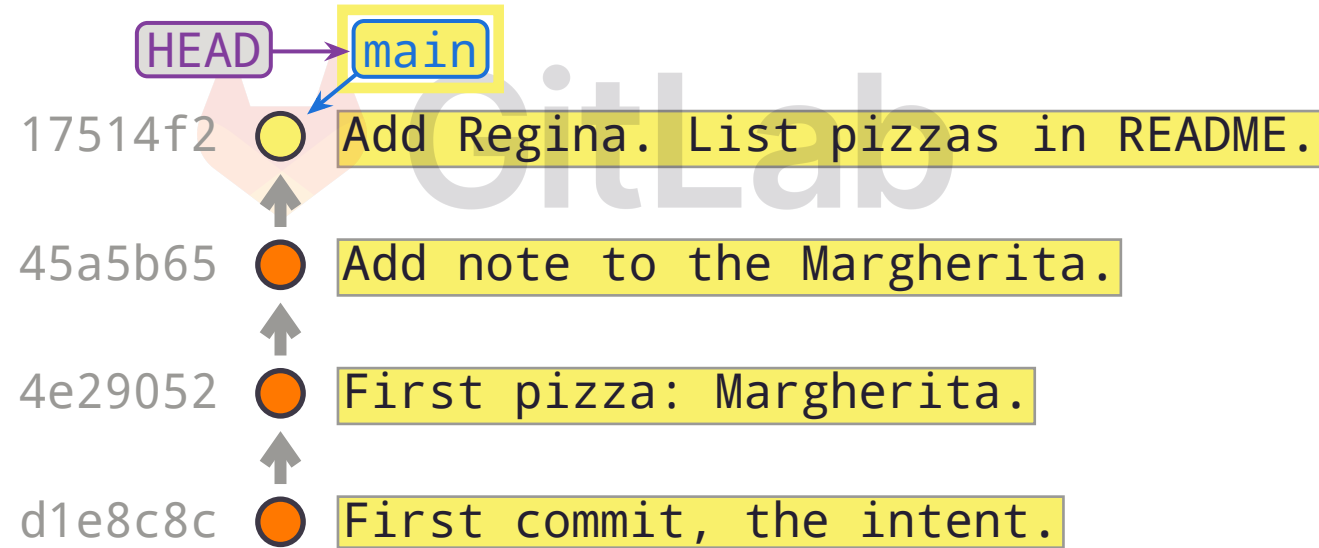 HEAD main
GitLab
17514f2 Add Regina. List pizzas in README.
45a5b65 Add note to the Margherita.
4e29052 First pizza: Margherita.
d1e8c8c First commit, the intent.